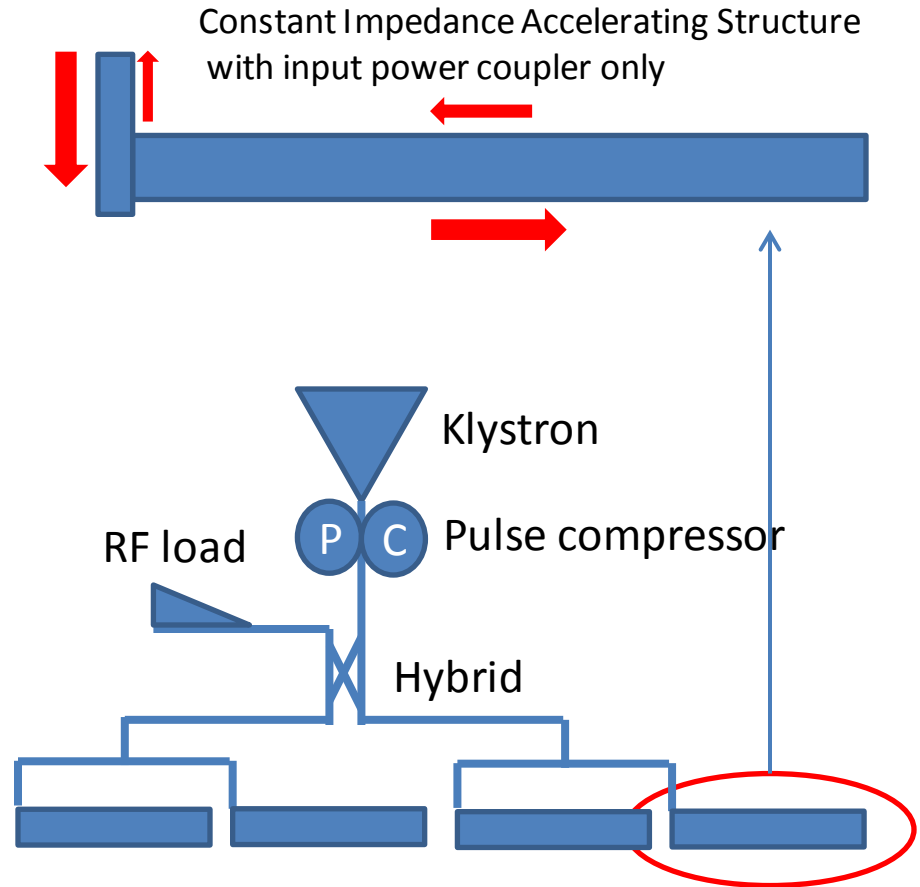 Constant Impedance Accelerating Structure
with input power coupler only
Klystron
P C
Pulse compressor
RF load
Hybrid